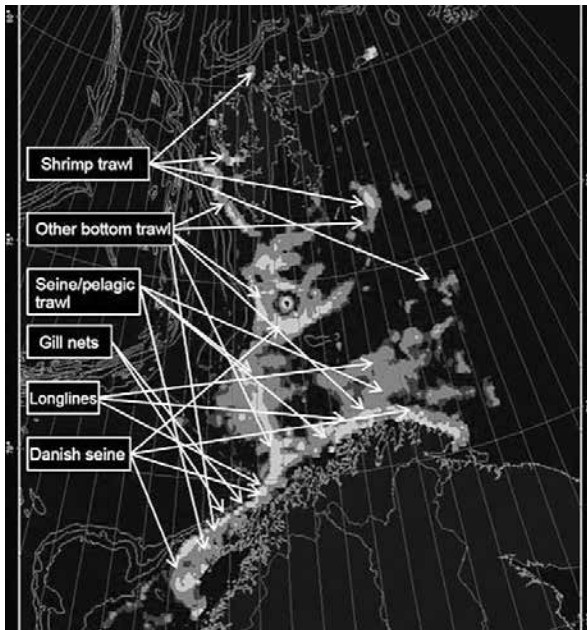 Shrimp trawl
Other bottom trawl
Seine/pelagic
trawl
Gill nets
Longlines
Danish seine